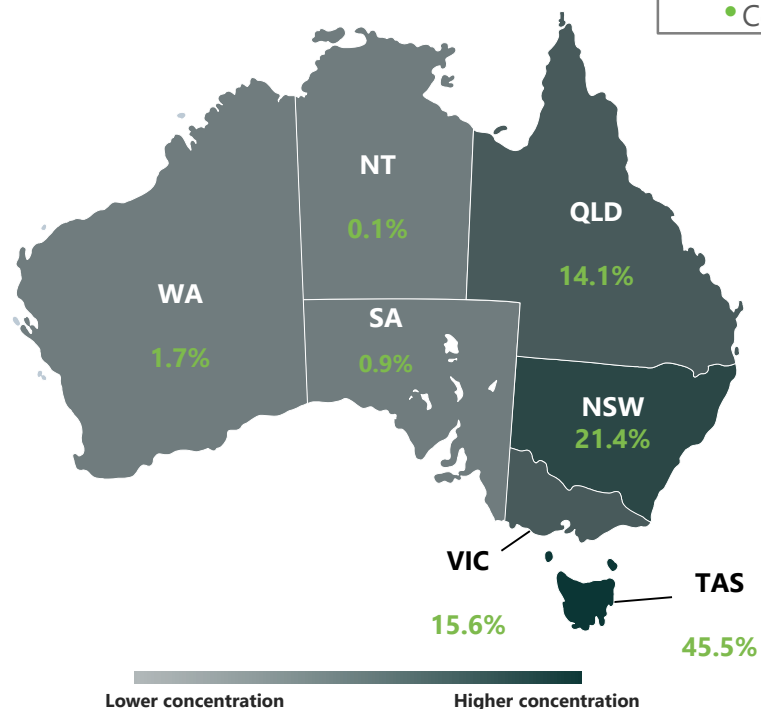 • C
NT
0.1%
QLD
14.1%
WA
1.7%
SA
0.9%
NSW
21.4%
VIC
15.6%
TAS
45.5%
Lower concentration
Higher concentration